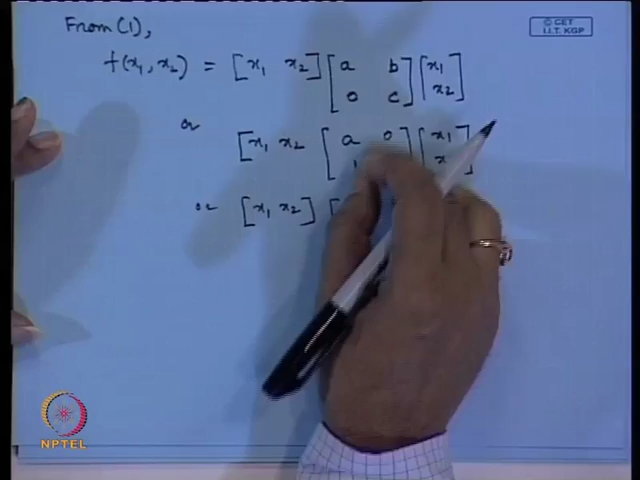 From (1),
© CET
I.I.T. KGP
f(x₁, x₂) = [x₁ x₂] [a b
0 c] [x₁
x₂]
or [x₁ x₂ [a 0
] [x₁
x
or [x₁ x₂] [
NPTEL